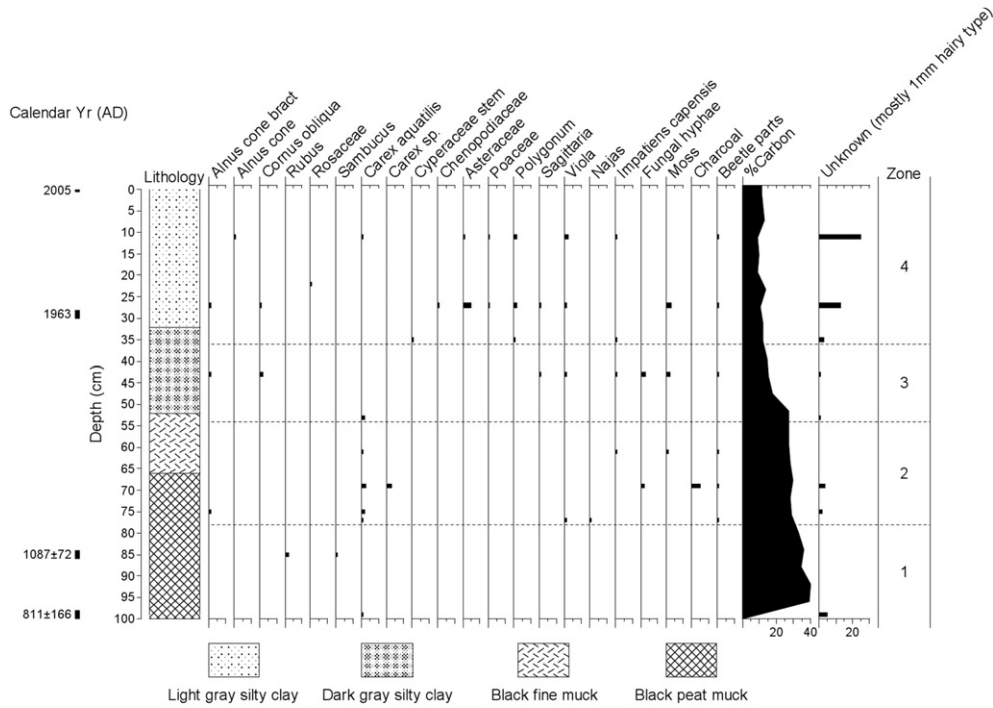 Calendar Yr (AD)
Lithology
Alnus cone bract
Alnus cone
Cornus obliqua
Rubus
Rosaceae
Sambucus
Carex aquatilis
Carex sp.
Cyperaceae stem
Chenopodiaceae
Asteraceae
Poaceae
Polygonum
Sagittaria
Viola
Najas
Impatiens capensis
Fungal hyphae
Moss
Charcoal
Beetle parts
%Carbon
Unknown (mostly 1mm hairy type)
Zone
2005
1963
1087±72
811±166
Depth (cm)
0
5
10
15
20
25
30
35
40
45
50
55
60
65
70
75
80
85
90
95
100
4
3
2
1
20 40
20
Light gray silty clay
Dark gray silty clay
Black fine muck
Black peat muck